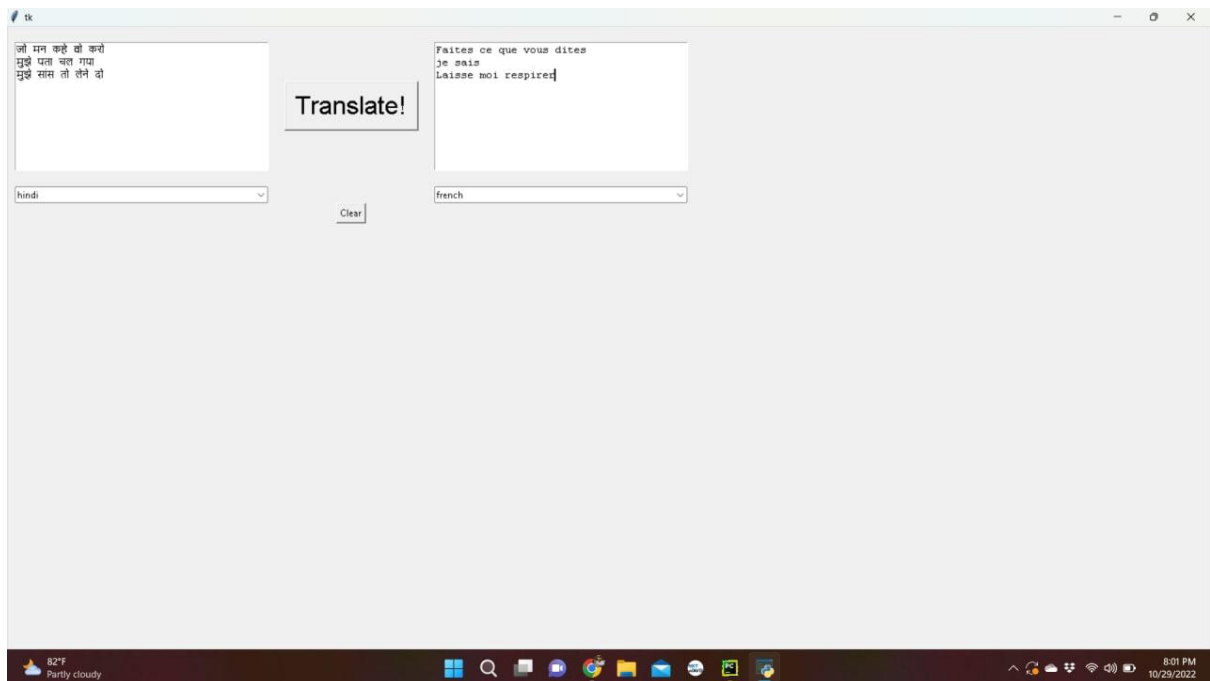 tk
जो मन कहे वो करो
मुझे पता चल गया
मुझे सांस तो लेने दो
Translate!
Faites ce que vous dites
je sais
Laisse moi respirer
hindi
french
Clear
82°F
Partly cloudy
PC
8:01 PM
10/29/2022